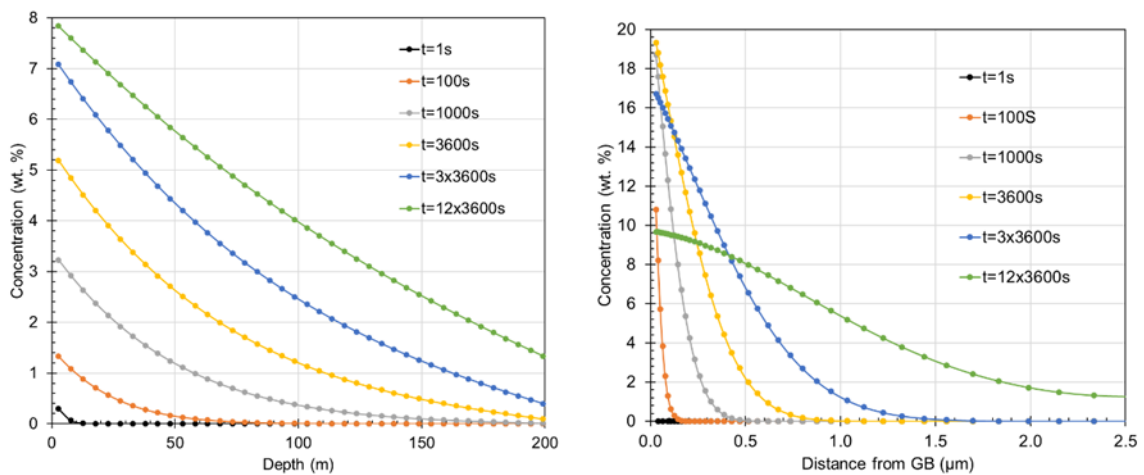 8
7
6
5
4
3
2
1
0
Concentration (wt. %)
t=1s
t=100s
t=1000s
t=3600s
t=3x3600s
t=12x3600s
0 50 100 150 200
Depth (m)
20
18
16
14
12
10
8
6
4
2
0
Concentration (wt. %)
t=1s
t=100S
t=1000s
t=3600s
t=3x3600s
t=12x3600s
0.0 0.5 1.0 1.5 2.0 2.5
Distance from GB (µm)